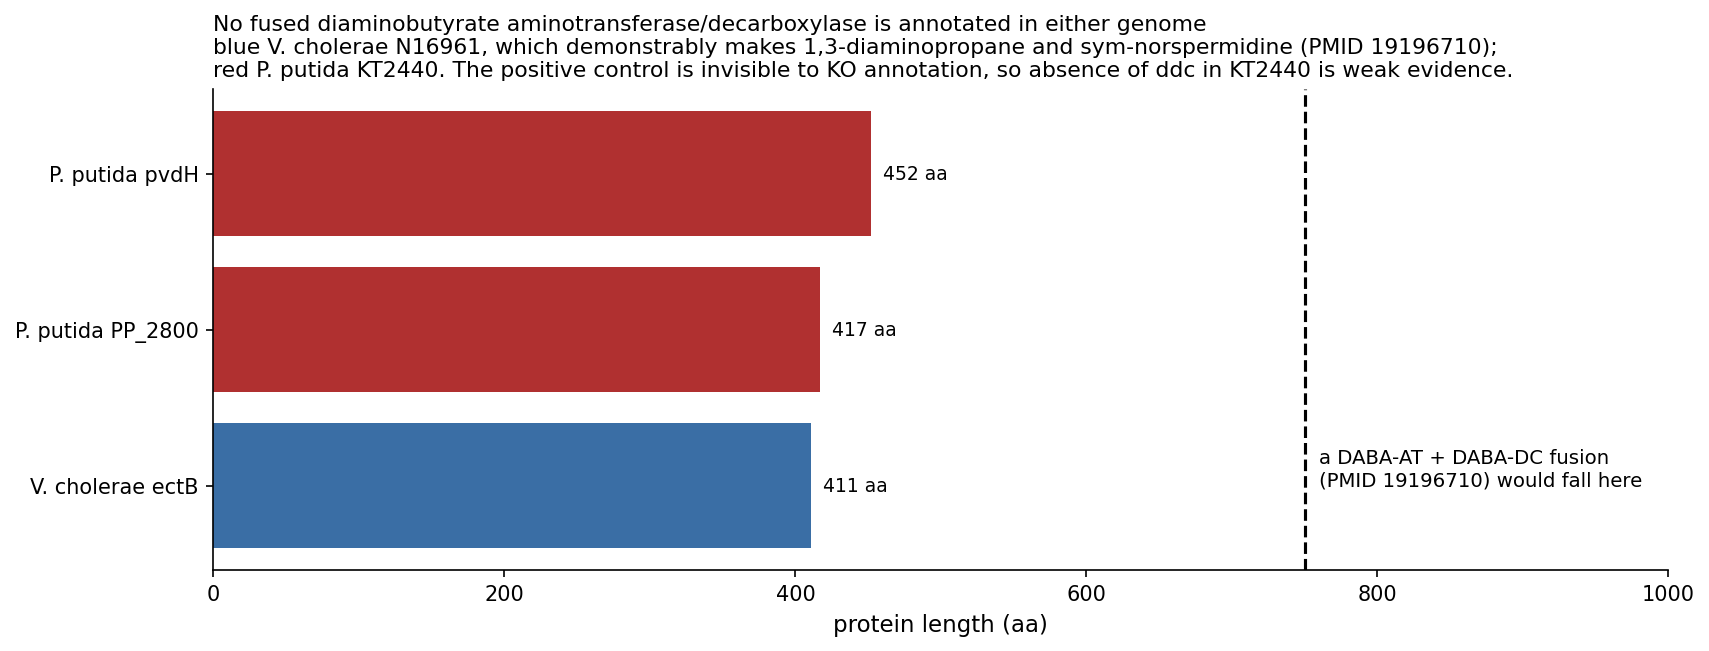 No fused diaminobutyrate aminotransferase/decarboxylase is annotated in either genome
blue V. cholerae N16961, which demonstrably makes 1,3-diaminopropane and sym-norspermidine (PMID 19196710);
red P. putida KT2440. The positive control is invisible to KO annotation, so absence of ddc in KT2440 is weak evidence.
P. putida pvdH
452 aa
P. putida PP_2800
417 aa
V. cholerae ectB
411 aa
a DABA-AT + DABA-DC fusion
(PMID 19196710) would fall here
0 200 400 600 800 1000
protein length (aa)